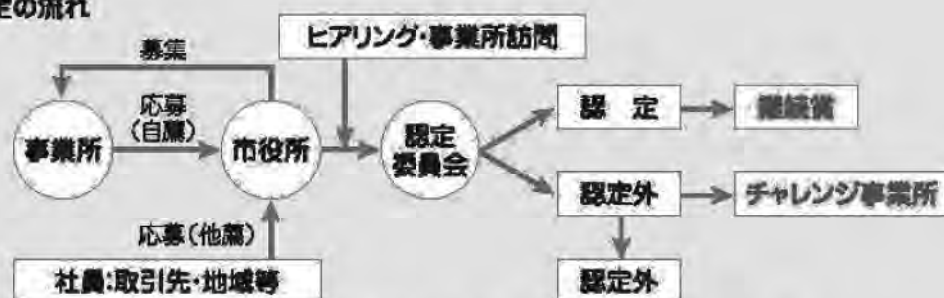 定の流れ
ヒアリング・事業所訪問
募集
応募
(自薦)
事業所
市役所
認定
委員会
認 定
継続賞
認定外
チャレンジ事業所
応募(他薦)
社員:取引先・地域等
認定外